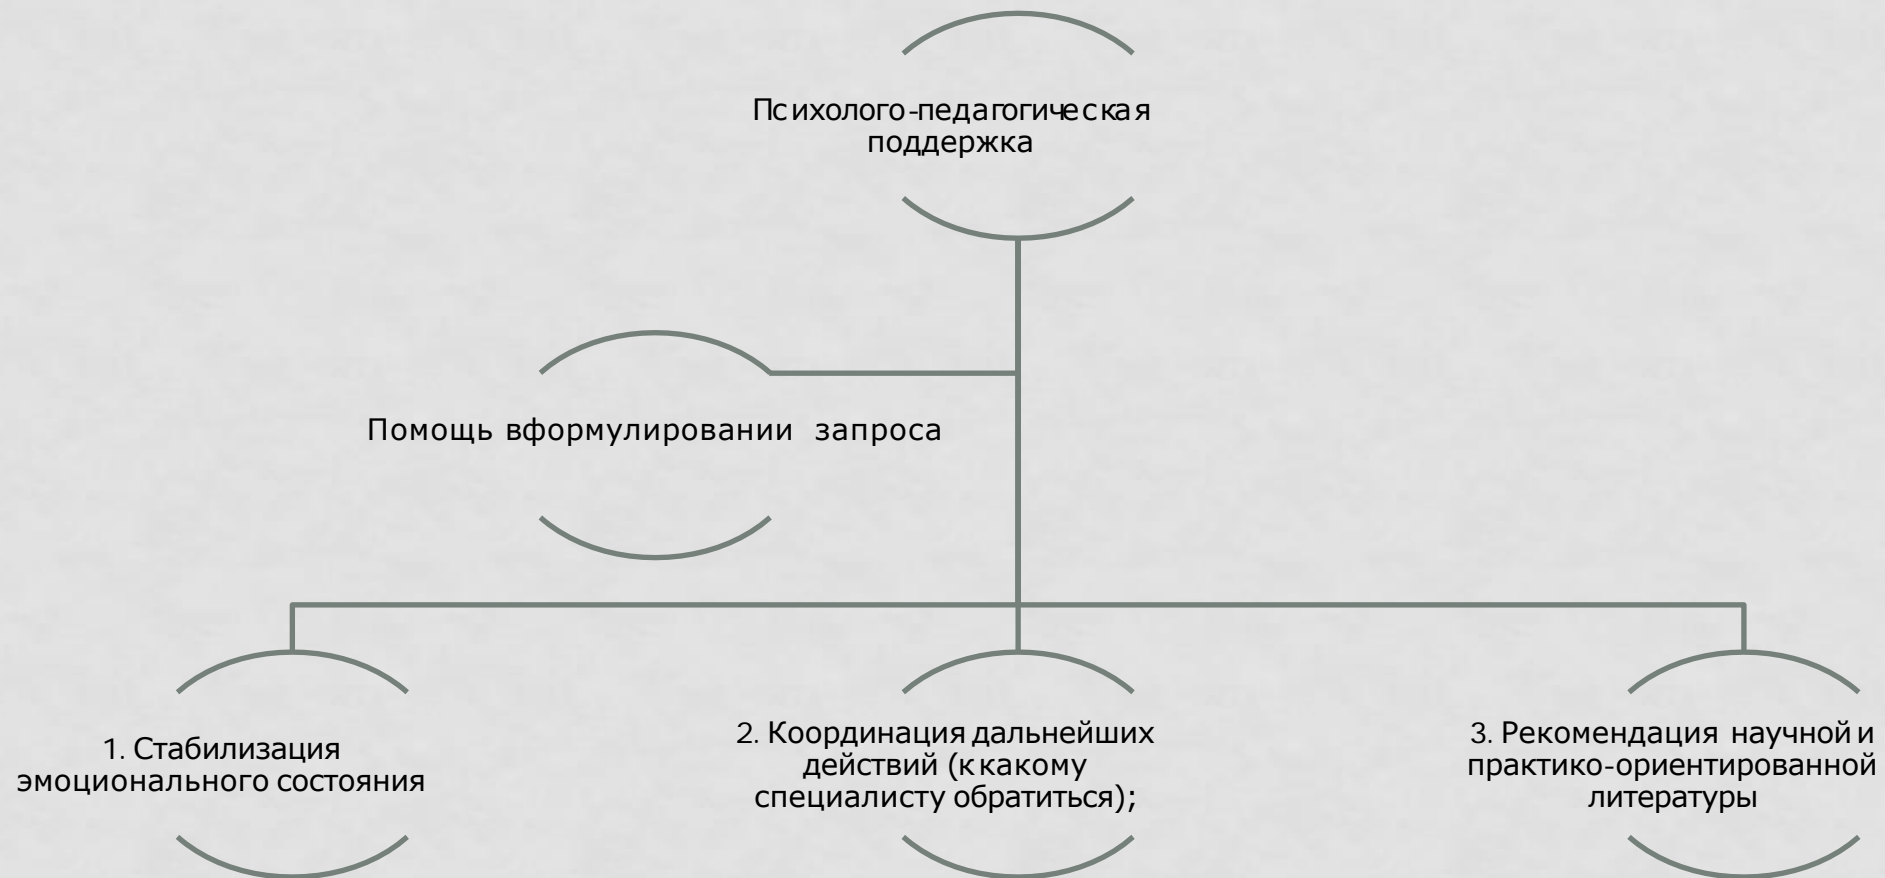 Психолого-педагогическая
поддержка
Помощь вформулировании запроса
1. Стабилизация
эмоционального состояния
2. Координация дальнейших
действий (к какому
специалисту обратиться);
3. Рекомендация научной и
практико-ориентированной
литературы